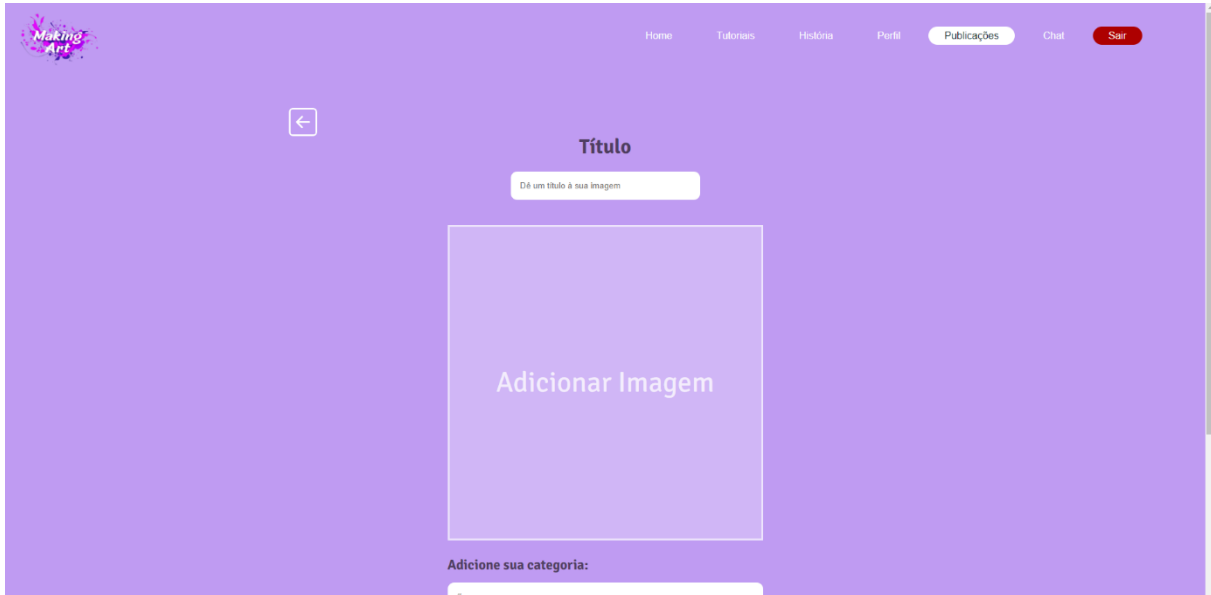 Making
Art
Home Tutoriais História Perfil Publicações Chat Sair
Título
Dê um título á sua imagem
Adicionar Imagem
Adicione sua categoria: